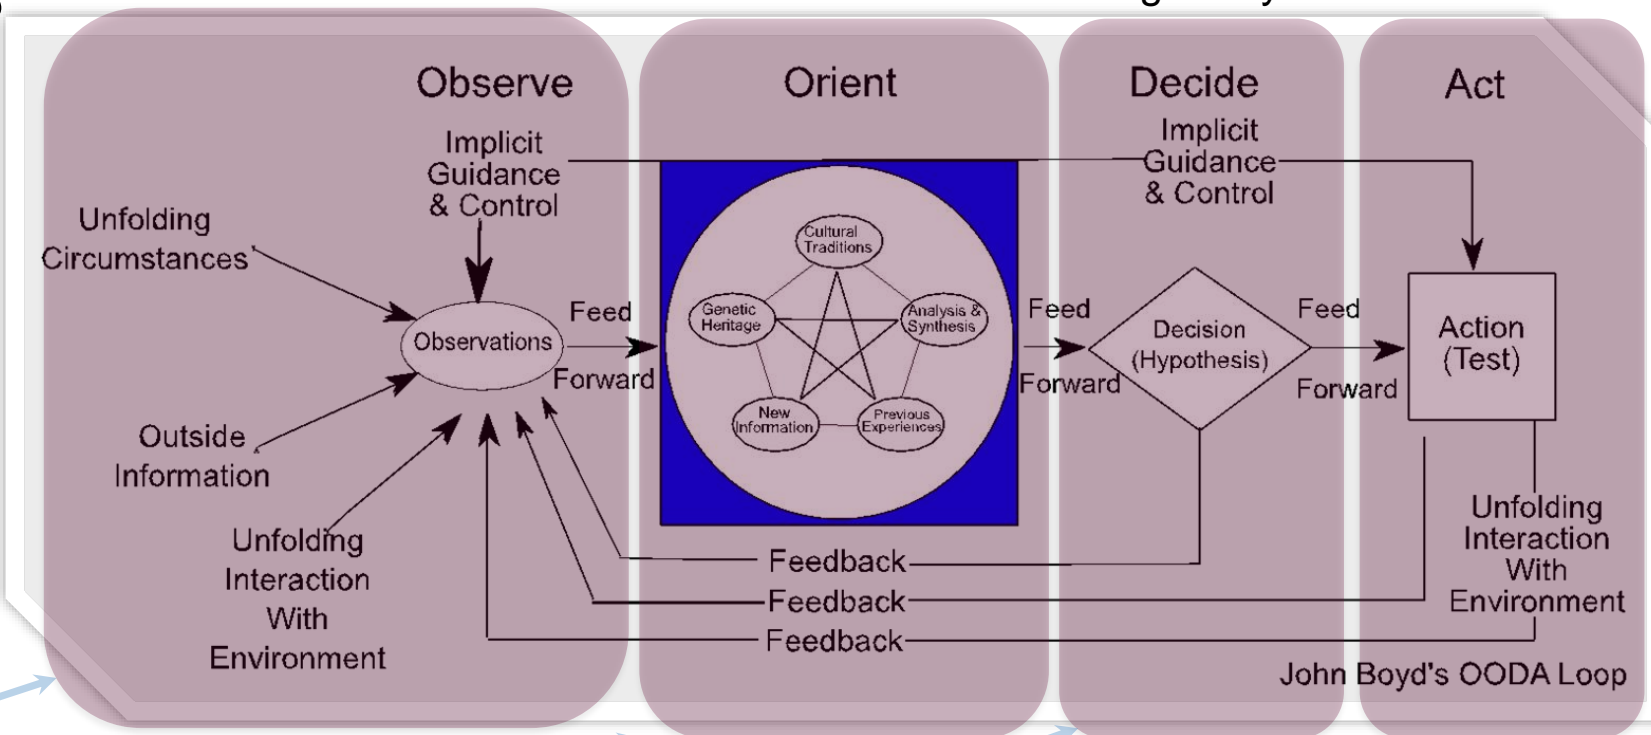 Observe
Orient
Decide
Act
Implicit
Guidance
& Control
Implicit
Guidance
& Control
Unfolding
Circumstances
Cultural
Traditions
Genetic
Heritage
Analysis &
Synthesis
New
Information
Previous
Experiences
Observations
Feed
Forward
Feed
Forward
Decision
(Hypothesis)
Feed
Forward
Action
(Test)
Outside
Information
Unfolding
Interaction
With
Environment
Feedback
Feedback
Feedback
Unfolding
Interaction
With
Environment
John Boyd's OODA Loop